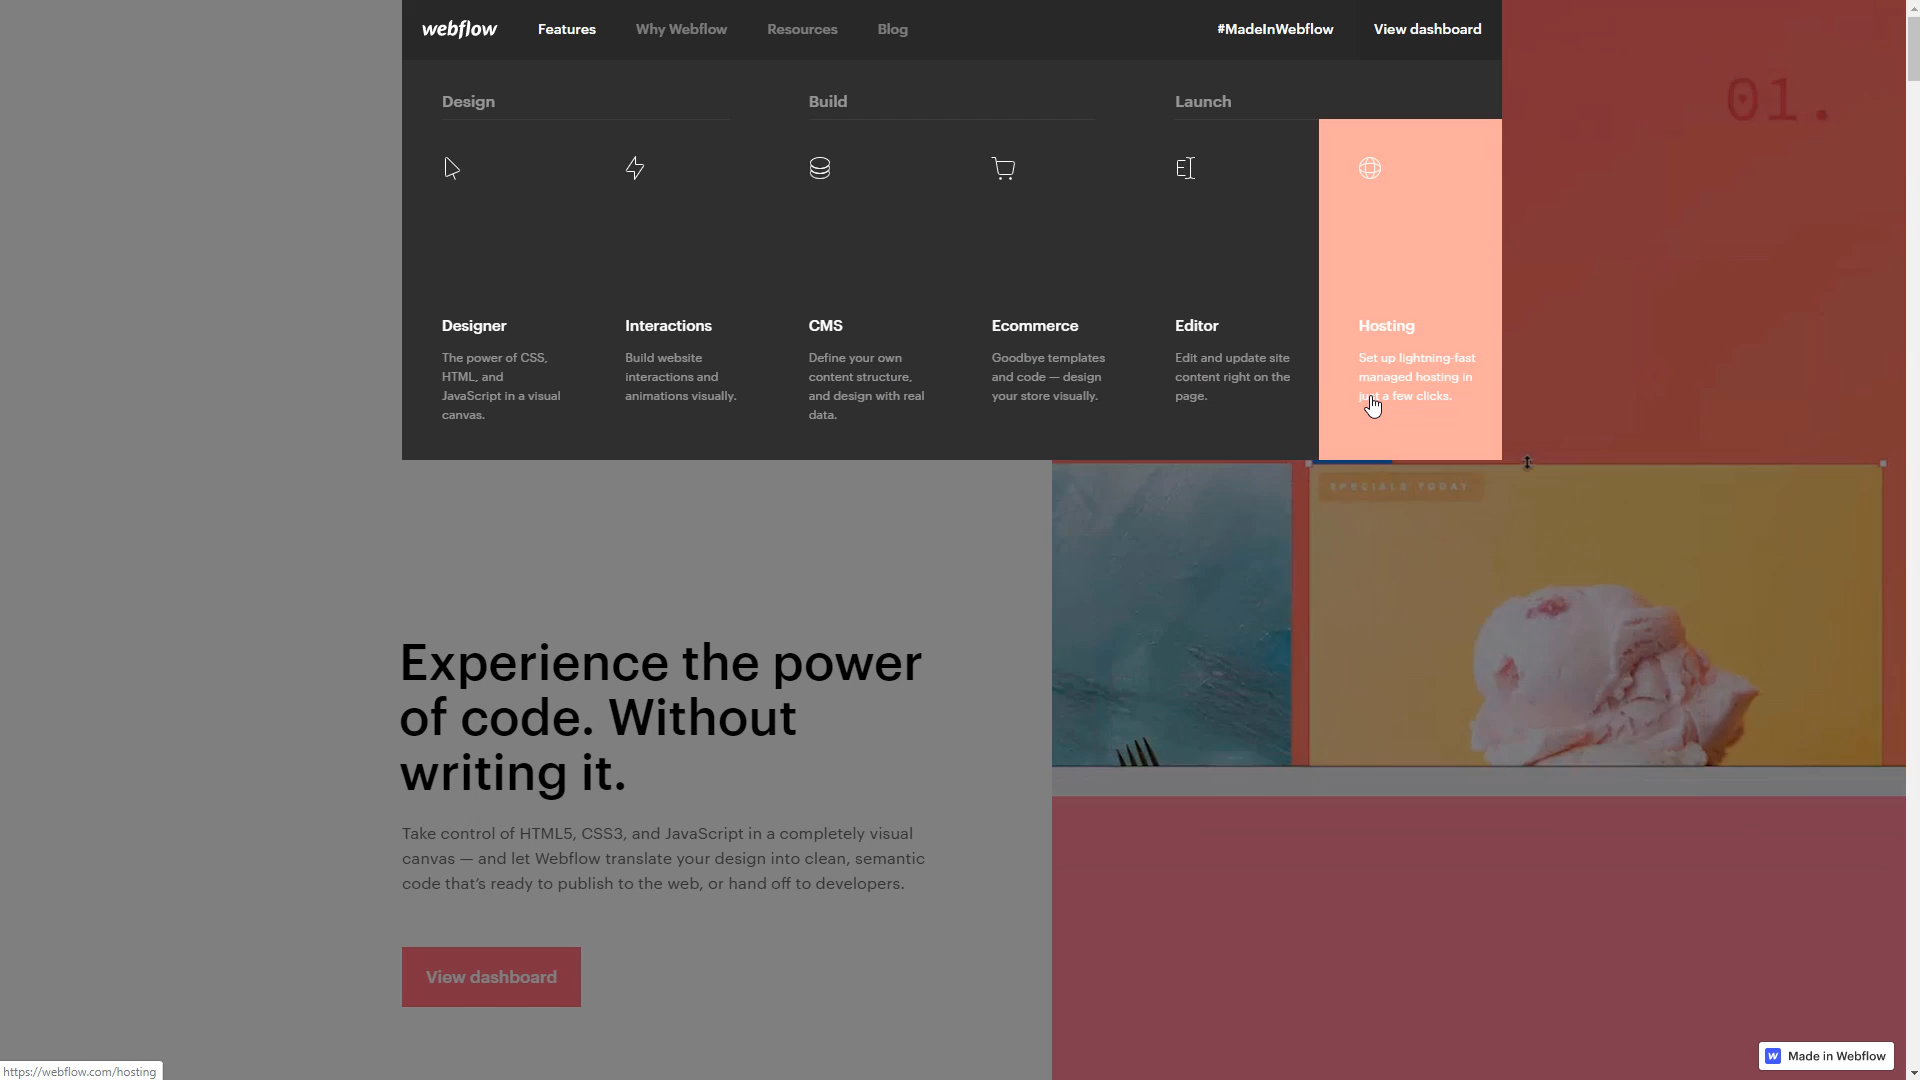 webflow
Features
Why Webflow
Resources
Blog
#MadeInWebflow
View dashboard
Design
Build
Launch
01.
Designer
The power of CSS,
HTML, and
JavaScript in a visual
canvas.
Interactions
Build website
interactions and
animations visually.
CMS
Define your own
content structure,
and design with real
data.
Ecommerce
Goodbye templates
and code — design
your store visually.
Editor
Edit and update site
content right on the
page.
Hosting
Set up lightning-fast
managed hosting in
just a few clicks.
SPECIALS TODAY
Experience the power
of code. Without
writing it.
Take control of HTML5, CSS3, and JavaScript in a completely visual
canvas — and let Webflow translate your design into clean, semantic
code that’s ready to publish to the web, or hand off to developers.
View dashboard
Made in Webflow
https://webflow.com/hosting